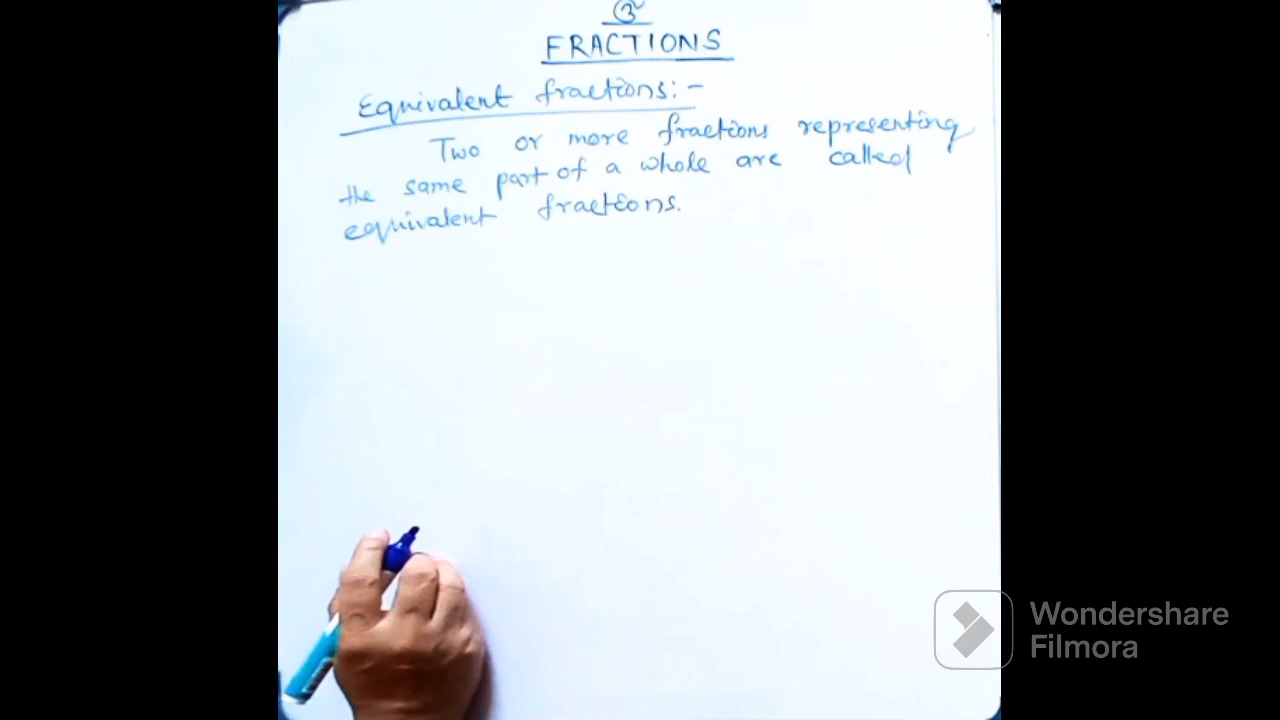 3
FRACTIONS
Equivalent fractions:-
Two or more fractions representing
the same part of a whole are called
equivalent fractions.
Wondershare
Filmora